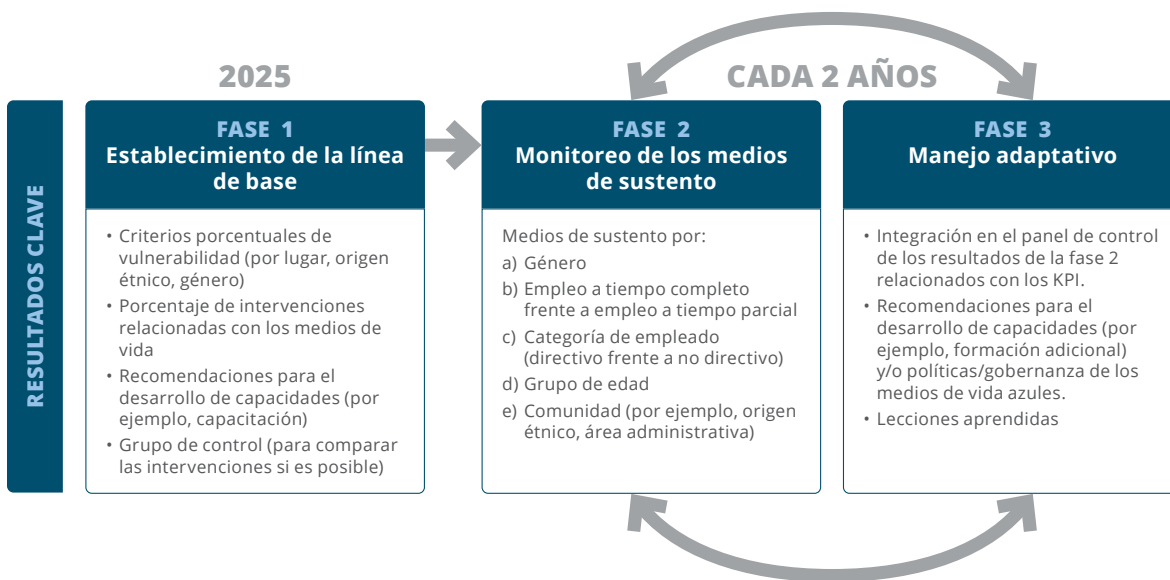 2025
CADA 2 AÑOS
RESULTADOS CLAVE
FASE 1
Establecimiento de la línea
de base
• Criterios porcentuales de
vulnerabilidad (por lugar, origen
étnico, género)
• Porcentaje de intervenciones
relacionadas con los medios de
vida
• Recomendaciones para el
desarrollo de capacidades (por
ejemplo, capacitación)
• Grupo de control (para comparar
las intervenciones si es posible)
FASE 2
Monitoreo de los medios
de sustento
Medios de sustento por:
a) Género
b) Empleo a tiempo completo
frente a empleo a tiempo parcial
c) Categoría de empleado
(directivo frente a no directivo)
d) Grupo de edad
e) Comunidad (por ejemplo, origen
étnico, área administrativa)
FASE 3
Manejo adaptativo
• Integración en el panel de control
de los resultados de la fase 2
relacionados con los KPI.
• Recomendaciones para el
desarrollo de capacidades (por
ejemplo, formación adicional)
y/o políticas/gobernanza de los
medios de vida azules.
• Lecciones aprendidas